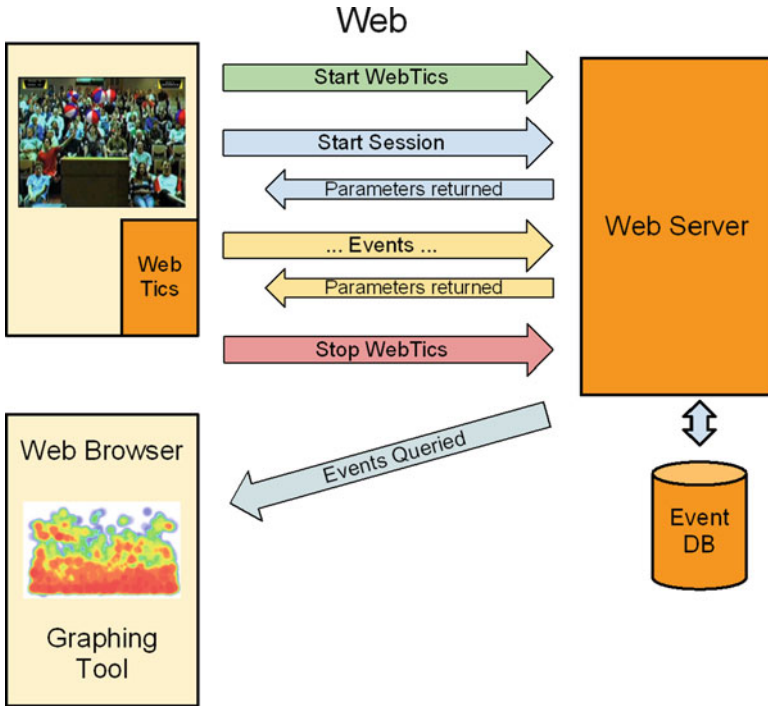 Web
Start WebTics
Start Session
Parameters returned
... Events ...
Parameters returned
Stop WebTics
Web
Tics
Web Server
Events Queried
Event
DB
Web Browser
Graphing
Tool